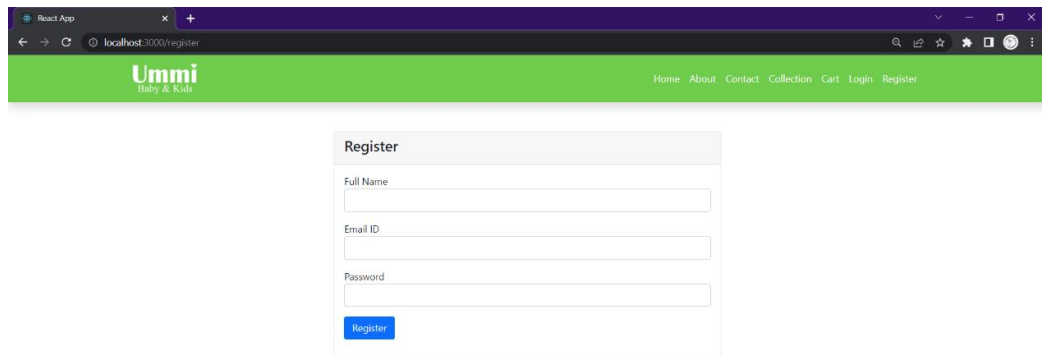 React App
localhost:3000/register
Ummi
Baby & Kids
Home About Contact Collection Cart Login Register
Register
Full Name
Email ID
Password
Register